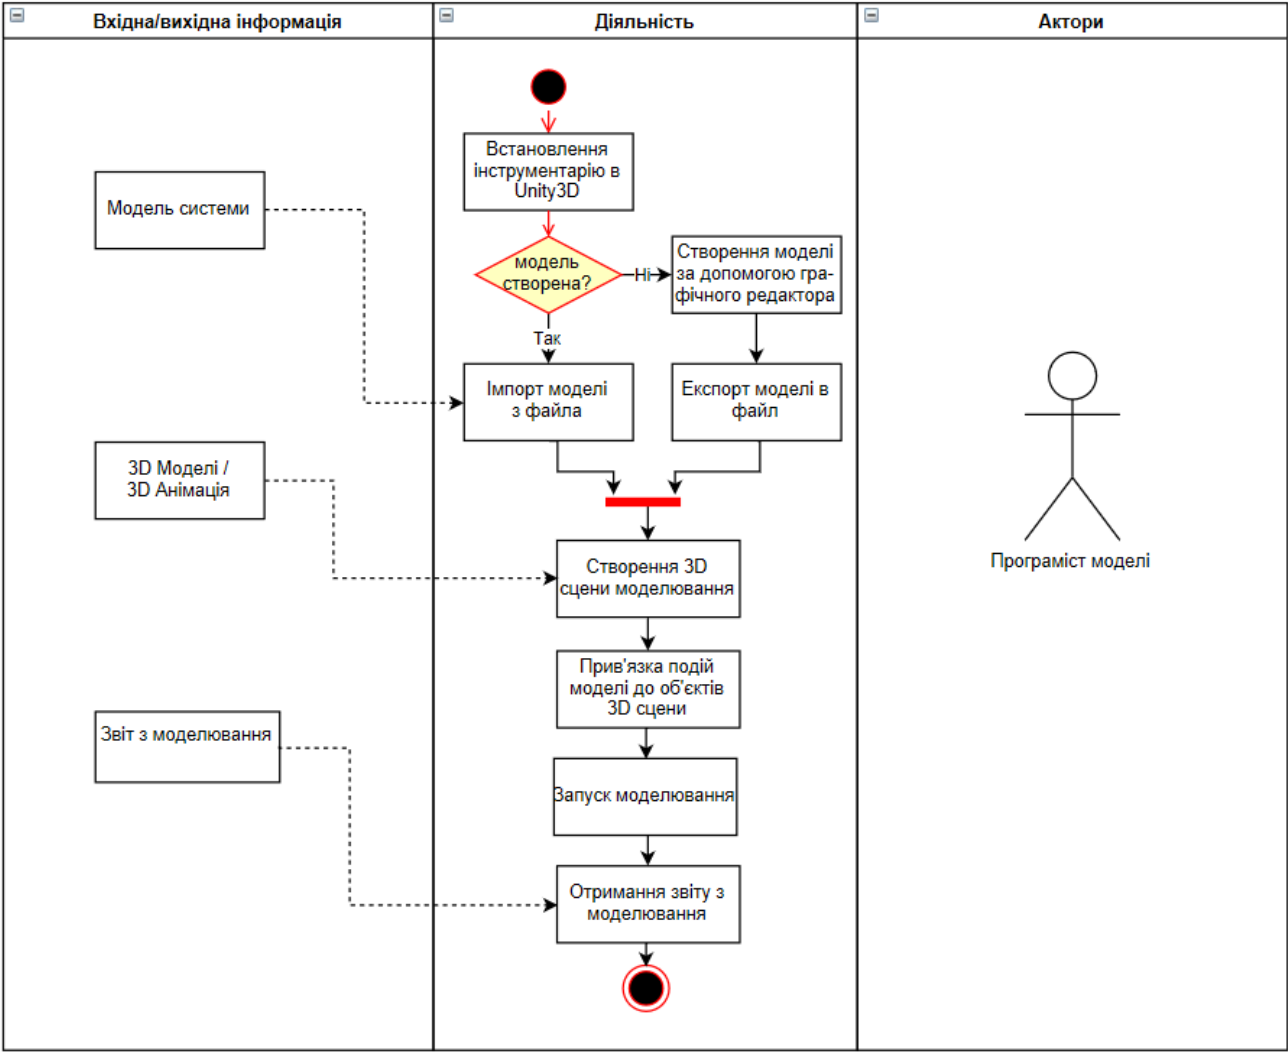 Вхідна/вихідна інформація
Діяльність
Актори
Встановлення
інструментарію в
Unity3D
Модель системи
модель
створена?
Ні
Створення моделі
за допомогою гра-
фічного редактора
Так
Імпорт моделі
з файла
Експорт моделі в
файл
3D Моделі /
3D Анімація
Створення 3D
сцени моделювання
Програміст моделі
Прив'язка подій
моделі до об'єктів
3D сцени
Звіт з моделювання
Запуск моделювання
Отримання звіту з
моделювання